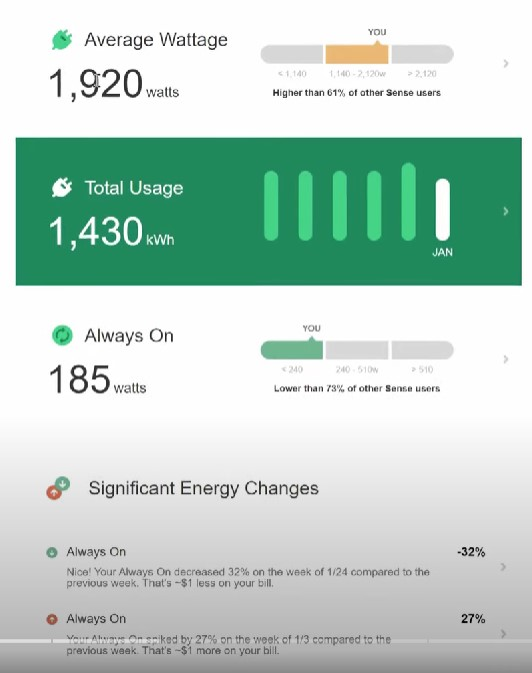 Average Wattage
1,920 watts
YOU
< 1,140 1,140 - 2,120w > 2,120
Higher than 61% of other Sense users
Total Usage
1,430 kWh
JAN
Always On
185 watts
YOU
< 240 240 - 510w > 510
Lower than 73% of other Sense users
Significant Energy Changes
Always On
-32%
Nice! Your Always On decreased 32% on the week of 1/24 compared to the
previous week. That's ~$1 less on your bill.
Always On
27%
Your Always On spiked by 27% on the week of 1/3 compared to the
previous week. That's ~$1 more on your bill.